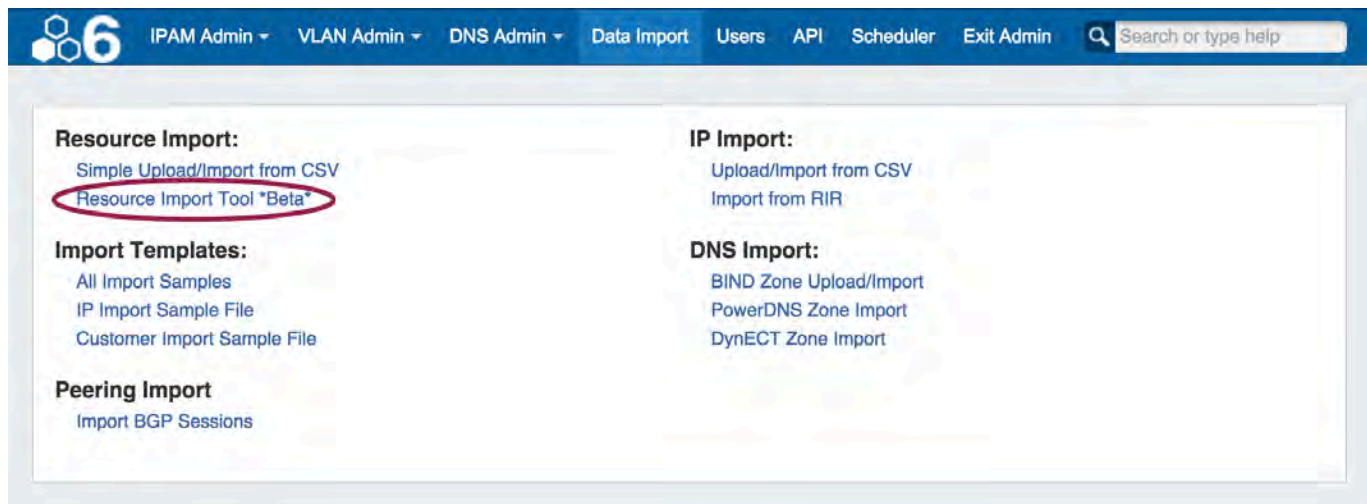 6 IPAM Admin VLAN Admin DNS Admin Data Import Users API Scheduler Exit Admin Search or type help
Resource Import:
Simple Upload/Import from CSV
Resource Import Tool *Beta*
Import Templates:
All Import Samples
IP Import Sample File
Customer Import Sample File
Peering Import
Import BGP Sessions
IP Import:
Upload/Import from CSV
Import from RIR
DNS Import:
BIND Zone Upload/Import
PowerDNS Zone Import
DynECT Zone Import